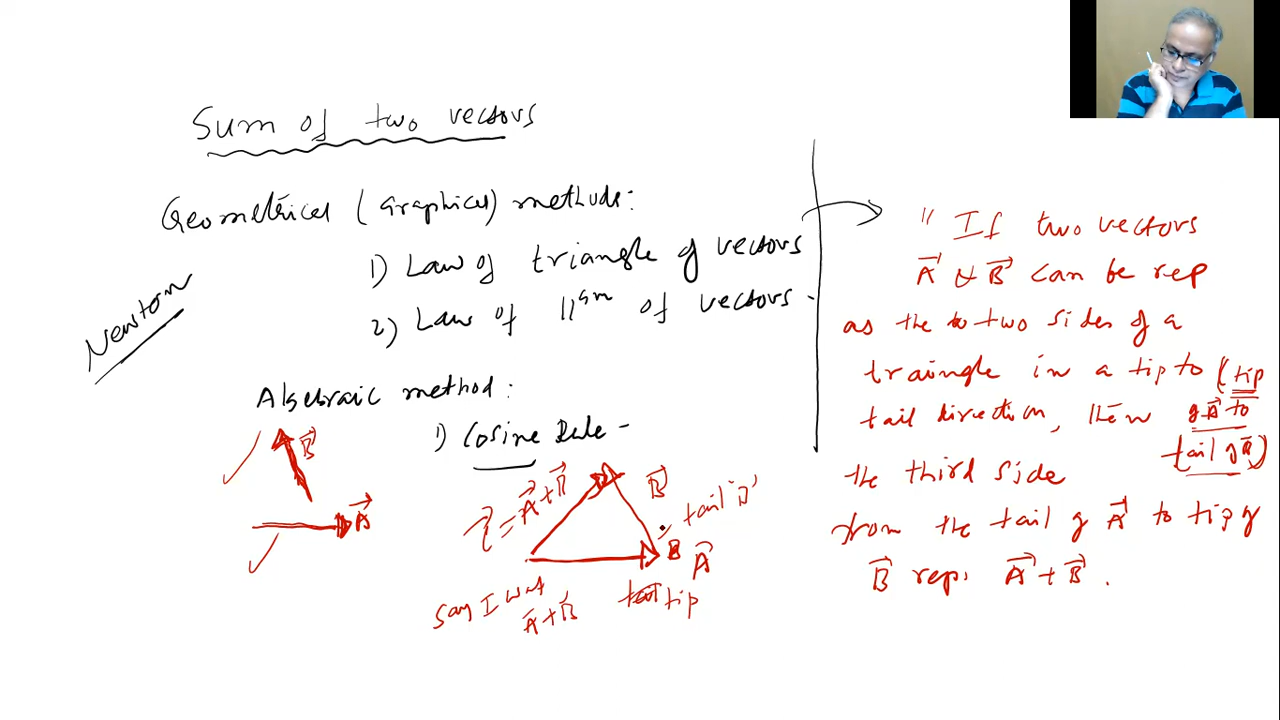 Sum of two vectors
Geometrical (Graphical) methods:
1) Law of triangle of vectors
2) Law of ||gm of vectors
Newton
Algebraic method:
1) Cosine Rule -
B⃗
A⃗
= A⃗ + B⃗
B⃗
tail B⃗
A⃗
tip
Say I want
A⃗ + B⃗
" If two vectors
A⃗ & B⃗ can be rep
as the two sides of a
traingle in a tip to (tip
tail direction, then of A⃗ to
tail of B⃗)
the third side
from the tail of A⃗ to tip of
B⃗ rep. A⃗ + B⃗ .